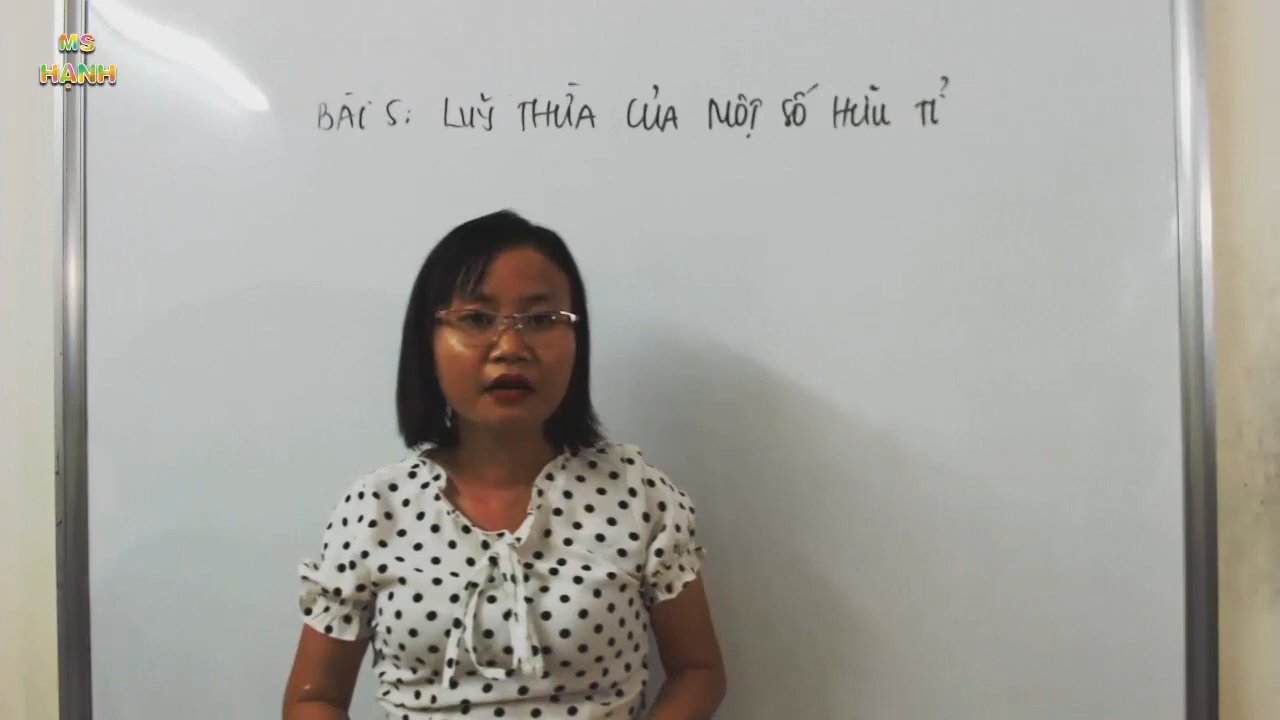 MS
HẠNH
BÀI 5: LUỸ THỪA CỦA MỘT SỐ HỮU TỈ